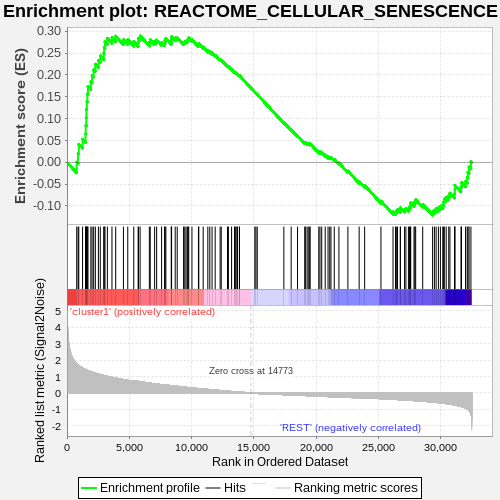 Enrichment plot: REACTOME_CELLULAR_SENESCENCE
Enrichment score (ES)
0.30
0.25
0.20
0.15
0.10
0.05
0.00
-0.05
-0.10
'cluster1' (positively correlated)
Ranked list metric (Signal2Noise)
5
4
3
2
1
0
-1
-2
Zero cross at 14773
'REST' (negatively correlated)
0
5,000
10,000
15,000
20,000
25,000
30,000
Rank in Ordered Dataset
Enrichment profile
Hits
Ranking metric scores